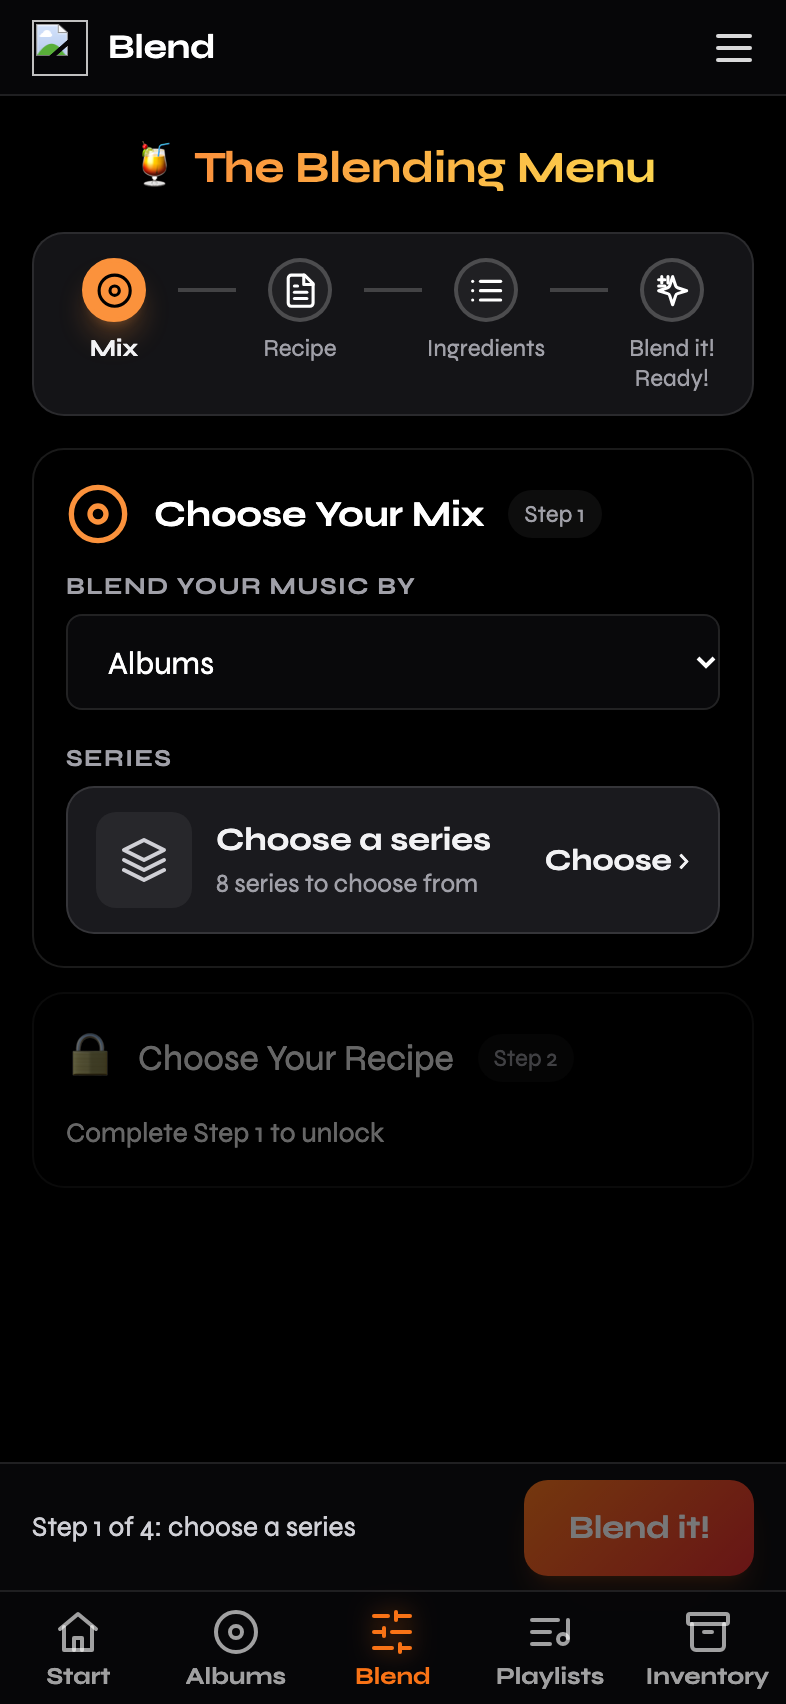 Blend
The Blending Menu
Mix
Recipe
Ingredients
Blend it!
Ready!
Choose Your Mix
Step 1
BLEND YOUR MUSIC BY
Albums
SERIES
Choose a series
8 series to choose from
Choose ›
Choose Your Recipe
Step 2
Complete Step 1 to unlock
Step 1 of 4: choose a series
Blend it!
Start
Albums
Blend
Playlists
Inventory